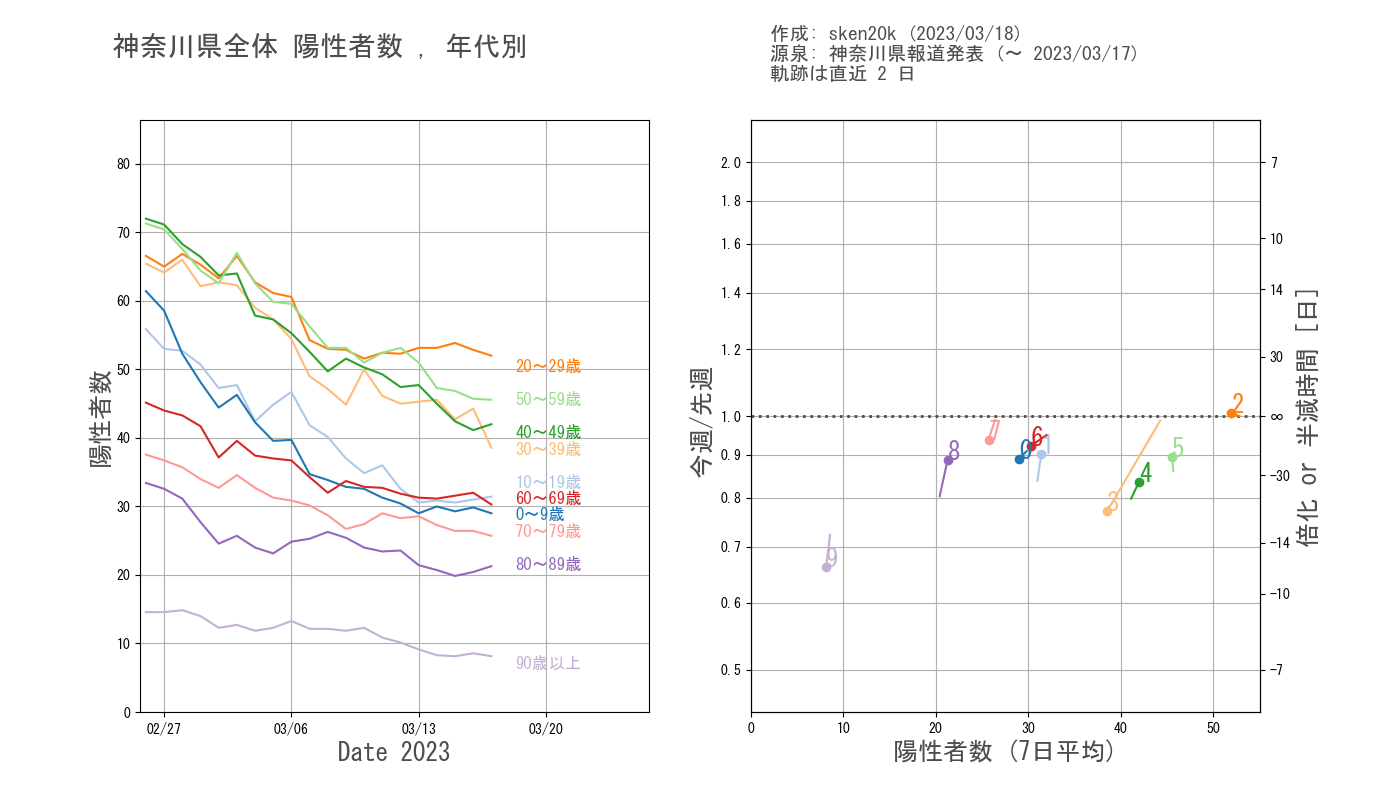 神奈川県全体 陽性者数 , 年代別
作成: sken20k (2023/03/18)
源泉: 神奈川県報道発表 (〜 2023/03/17)
軌跡は直近 2 日
陽性者数
80
70
60
50
40
30
20
10
0
02/27
03/06
03/13
03/20
Date 2023
20〜29歳
50〜59歳
40〜49歳
30〜39歳
10〜19歳
60〜69歳
0〜9歳
70〜79歳
80〜89歳
90歳以上
今週/先週
2.0
1.8
1.6
1.4
1.2
1.0
0.9
0.8
0.7
0.6
0.5
2
7
6
1
0
8
5
4
3
9
0
10
20
30
40
50
陽性者数 (7日平均)
7
10
14
30
∞
-30
-14
-10
-7
倍化 or 半減時間 [日]